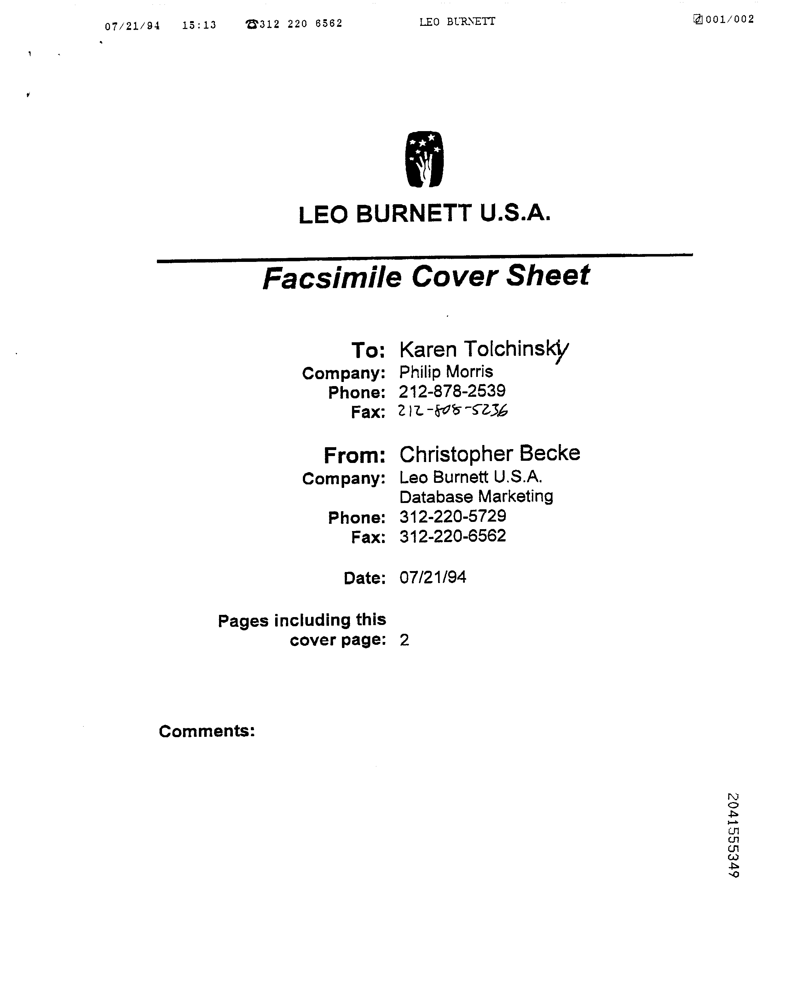 07/21/94 15:13 ☎312 220 6562 LEO BURNETT 001/002
LEO BURNETT U.S.A.
Facsimile Cover Sheet
To: Karen Tolchinsky
Company: Philip Morris
Phone: 212-878-2539
Fax: 212-808-5236
From: Christopher Becke
Company: Leo Burnett U.S.A.
Database Marketing
Phone: 312-220-5729
Fax: 312-220-6562
Date: 07/21/94
Pages including this
cover page: 2
Comments:
2041555349